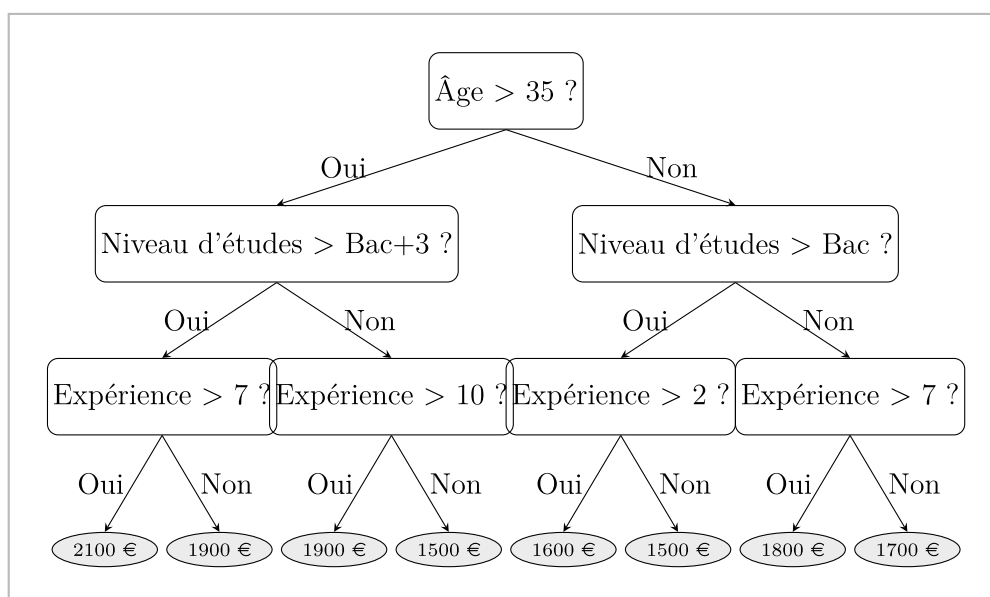 Âge > 35 ?
Oui Non
Niveau d'études > Bac+3 ? Niveau d'études > Bac ?
Oui Non Oui Non
Expérience > 7 ? Expérience > 10 ? Expérience > 2 ? Expérience > 7 ?
Oui Non Oui Non Oui Non Oui Non
2100 € 1900 € 1900 € 1500 € 1600 € 1500 € 1800 € 1700 €